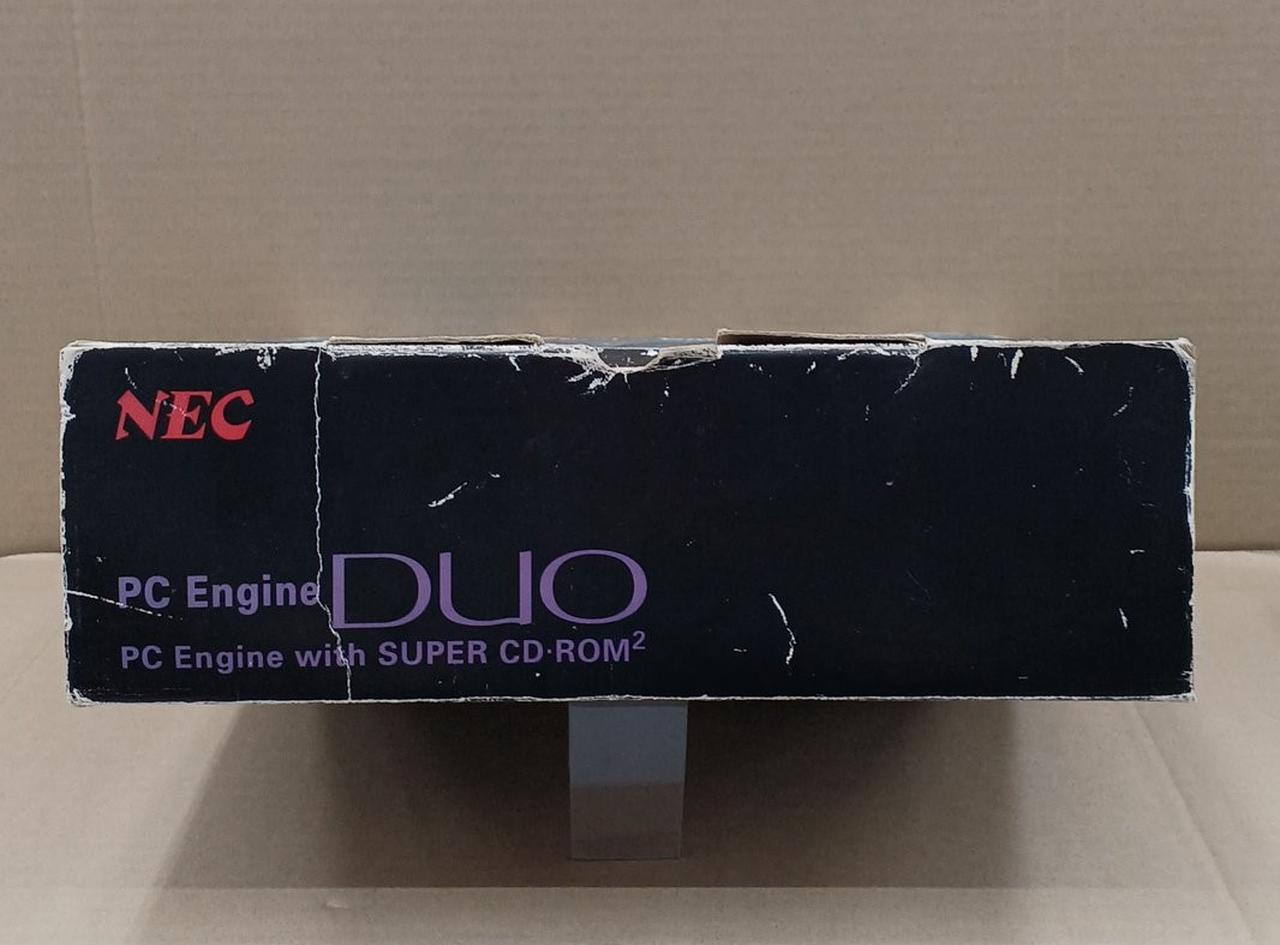 NEC
PC Engine DUO
PC Engine with SUPER CD·ROM²